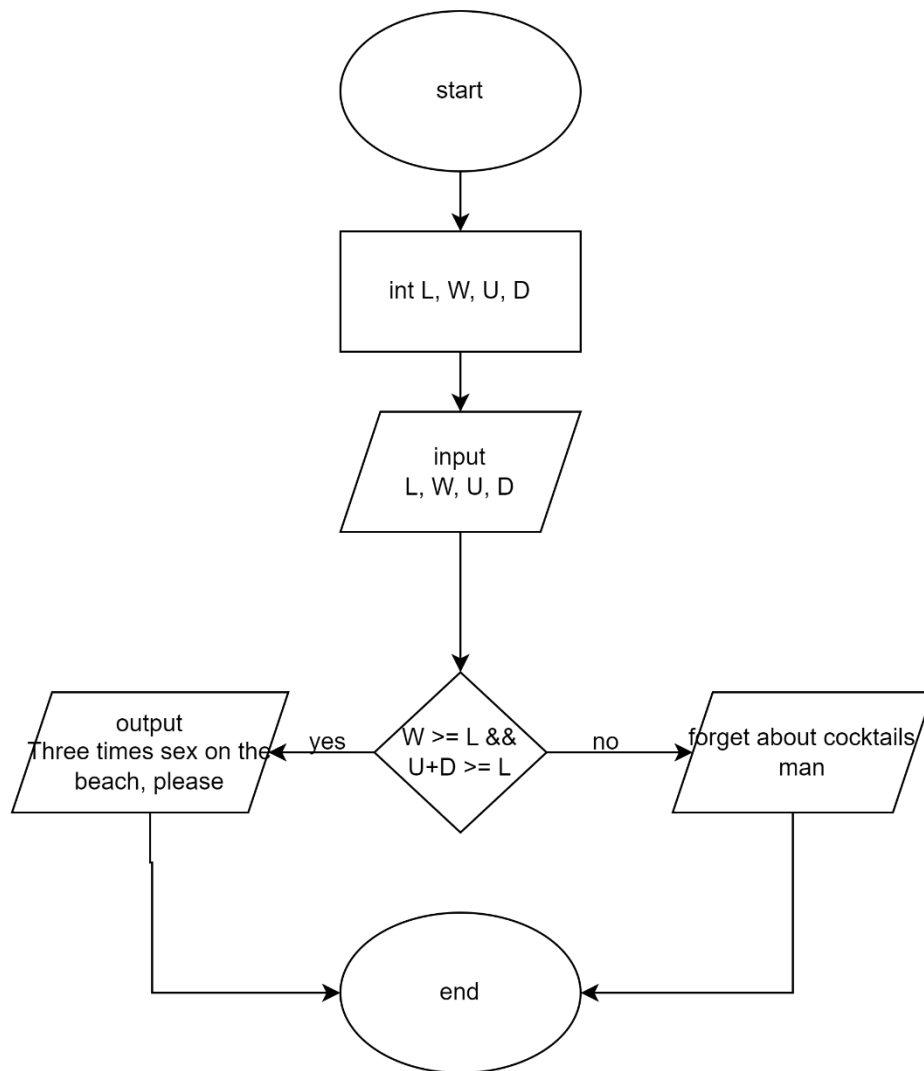 start
int L, W, U, D
input
L, W, U, D
output
Three times sex on the
beach, please
yes
W >= L &&
U+D >= L
no
forget about cocktails
man
end